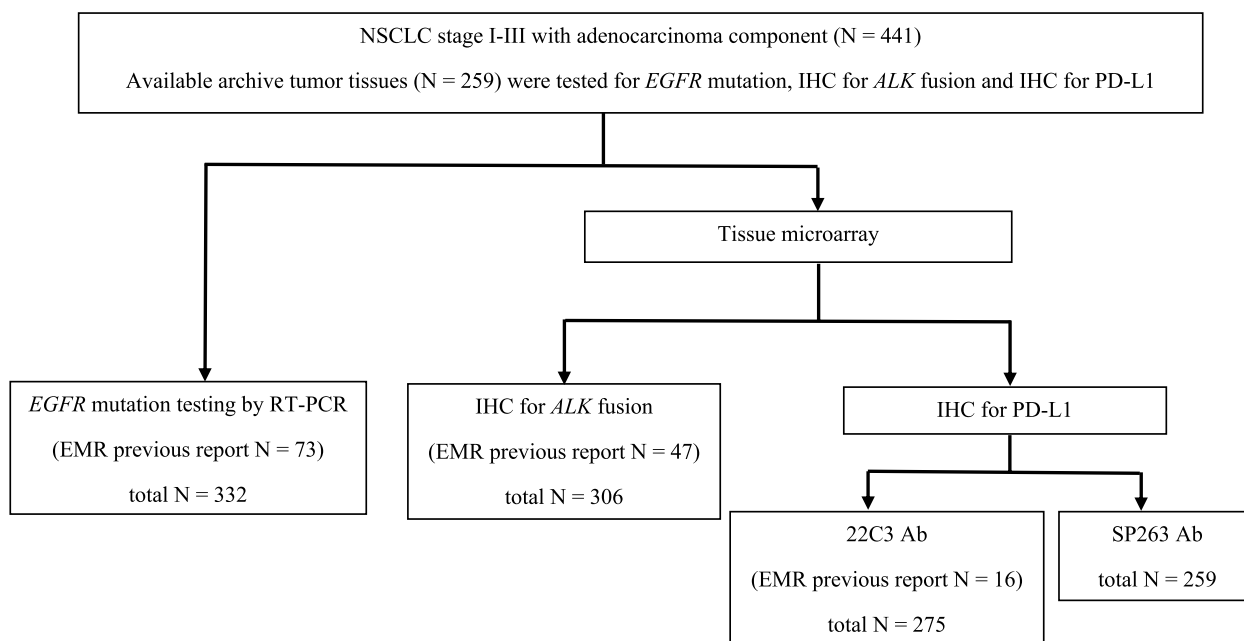 NSCLC stage I-III with adenocarcinoma component (N = 441)
Available archive tumor tissues (N = 259) were tested for EGFR mutation, IHC for ALK fusion and IHC for PD-L1
Tissue microarray
EGFR mutation testing by RT-PCR
(EMR previous report N = 73)
total N = 332
IHC for ALK fusion
(EMR previous report N = 47)
total N = 306
IHC for PD-L1
22C3 Ab
(EMR previous report N = 16)
total N = 275
SP263 Ab
total N = 259